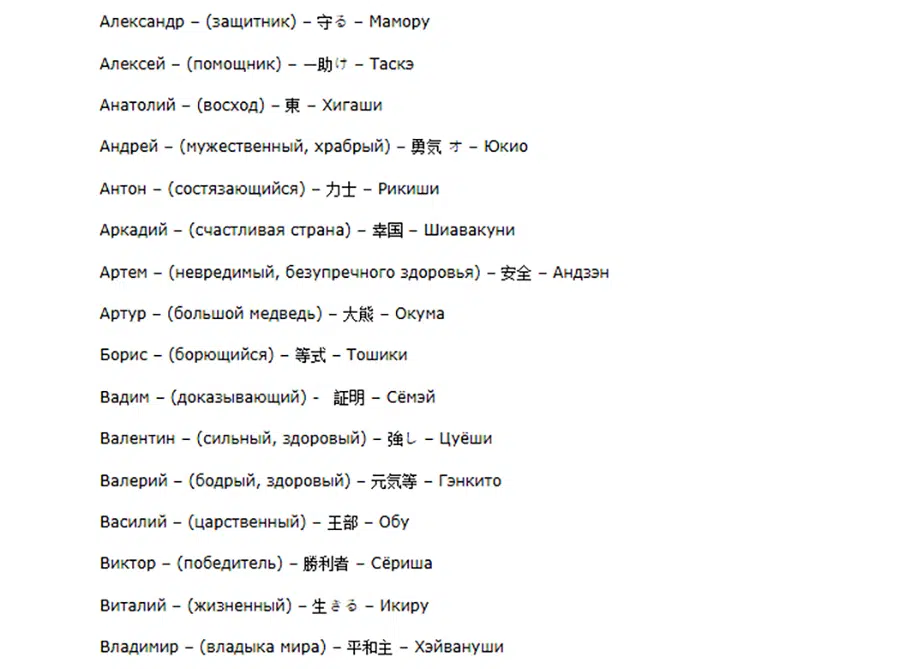 Александр – (защитник) – 守る – Мамору
Алексей – (помощник) – 一助け – Таскэ
Анатолий – (восход) – 東 – Хигаши
Андрей – (мужественный, храбрый) – 勇気 オ – Юкио
Антон – (состязающийся) – 力士 – Рикиши
Аркадий – (счастливая страна) – 幸国 – Шиавакуни
Артем – (невредимый, безупречного здоровья) – 安全 – Андзэн
Артур – (большой медведь) – 大熊 – Окума
Борис – (борющийся) – 等式 – Тошики
Вадим – (доказывающий) - 証明 – Сёмэй
Валентин – (сильный, здоровый) – 強し – Цуёши
Валерий – (бодрый, здоровый) – 元気等 – Гэнкито
Василий – (царственный) – 王部 – Обу
Виктор – (победитель) – 勝利者 – Сёриша
Виталий – (жизненный) – 生きる – Икиру
Владимир – (владыка мира) – 平和主 – Хэйвануши